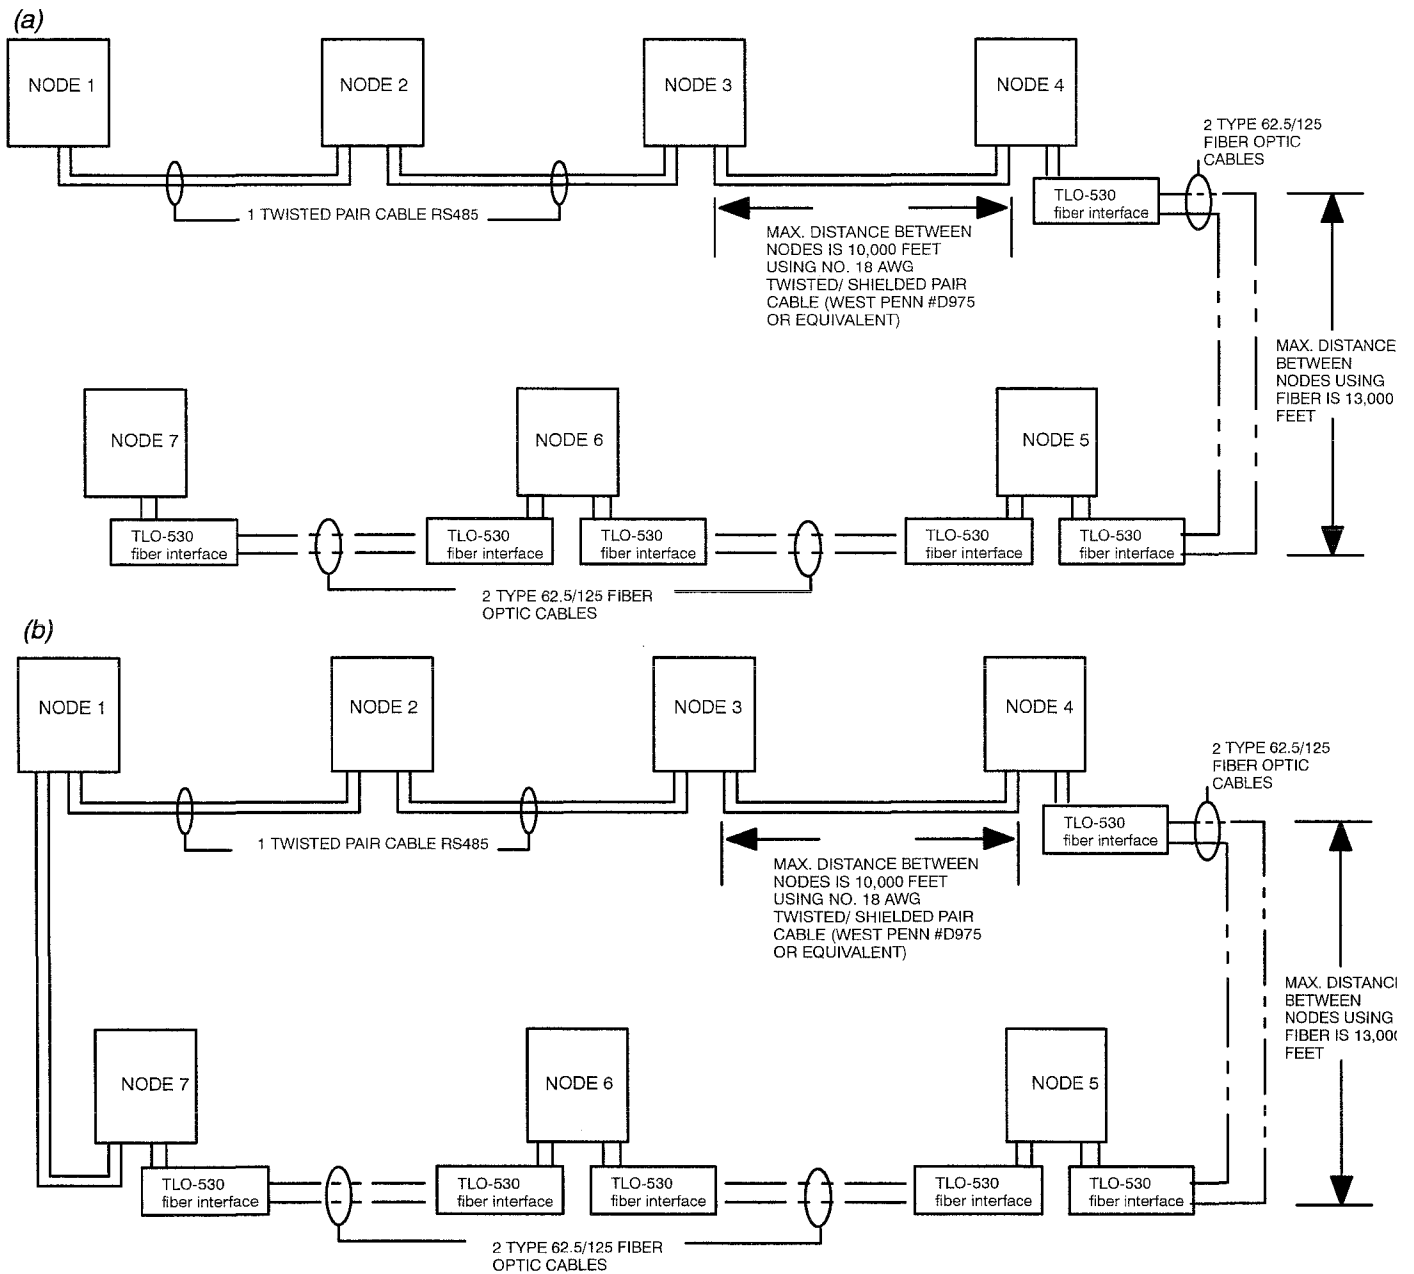 (a)
NODE 1
NODE 2
NODE 3
NODE 4
2 TYPE 62.5/125
FIBER OPTIC
CABLES
TLO-530
fiber interface
1 TWISTED PAIR CABLE RS485
MAX. DISTANCE BETWEEN
NODES IS 10,000 FEET
USING NO. 18 AWG
TWISTED/ SHIELDED PAIR
CABLE (WEST PENN #D975
OR EQUIVALENT)
MAX. DISTANCE
BETWEEN
NODES USING
FIBER IS 13,000
FEET
NODE 7
NODE 6
NODE 5
TLO-530
fiber interface
TLO-530
fiber interface
TLO-530
fiber interface
TLO-530
fiber interface
TLO-530
fiber interface
2 TYPE 62.5/125 FIBER
OPTIC CABLES
(b)
NODE 1
NODE 2
NODE 3
NODE 4
2 TYPE 62.5/125
FIBER OPTIC
CABLES
TLO-530
fiber interface
1 TWISTED PAIR CABLE RS485
MAX. DISTANCE BETWEEN
NODES IS 10,000 FEET
USING NO. 18 AWG
TWISTED/ SHIELDED PAIR
CABLE (WEST PENN #D975
OR EQUIVALENT)
MAX. DISTANC
BETWEEN
NODES USING
FIBER IS 13,00
FEET
NODE 7
NODE 6
NODE 5
TLO-530
fiber interface
TLO-530
fiber interface
TLO-530
fiber interface
TLO-530
fiber interface
TLO-530
fiber interface
2 TYPE 62.5/125 FIBER
OPTIC CABLES